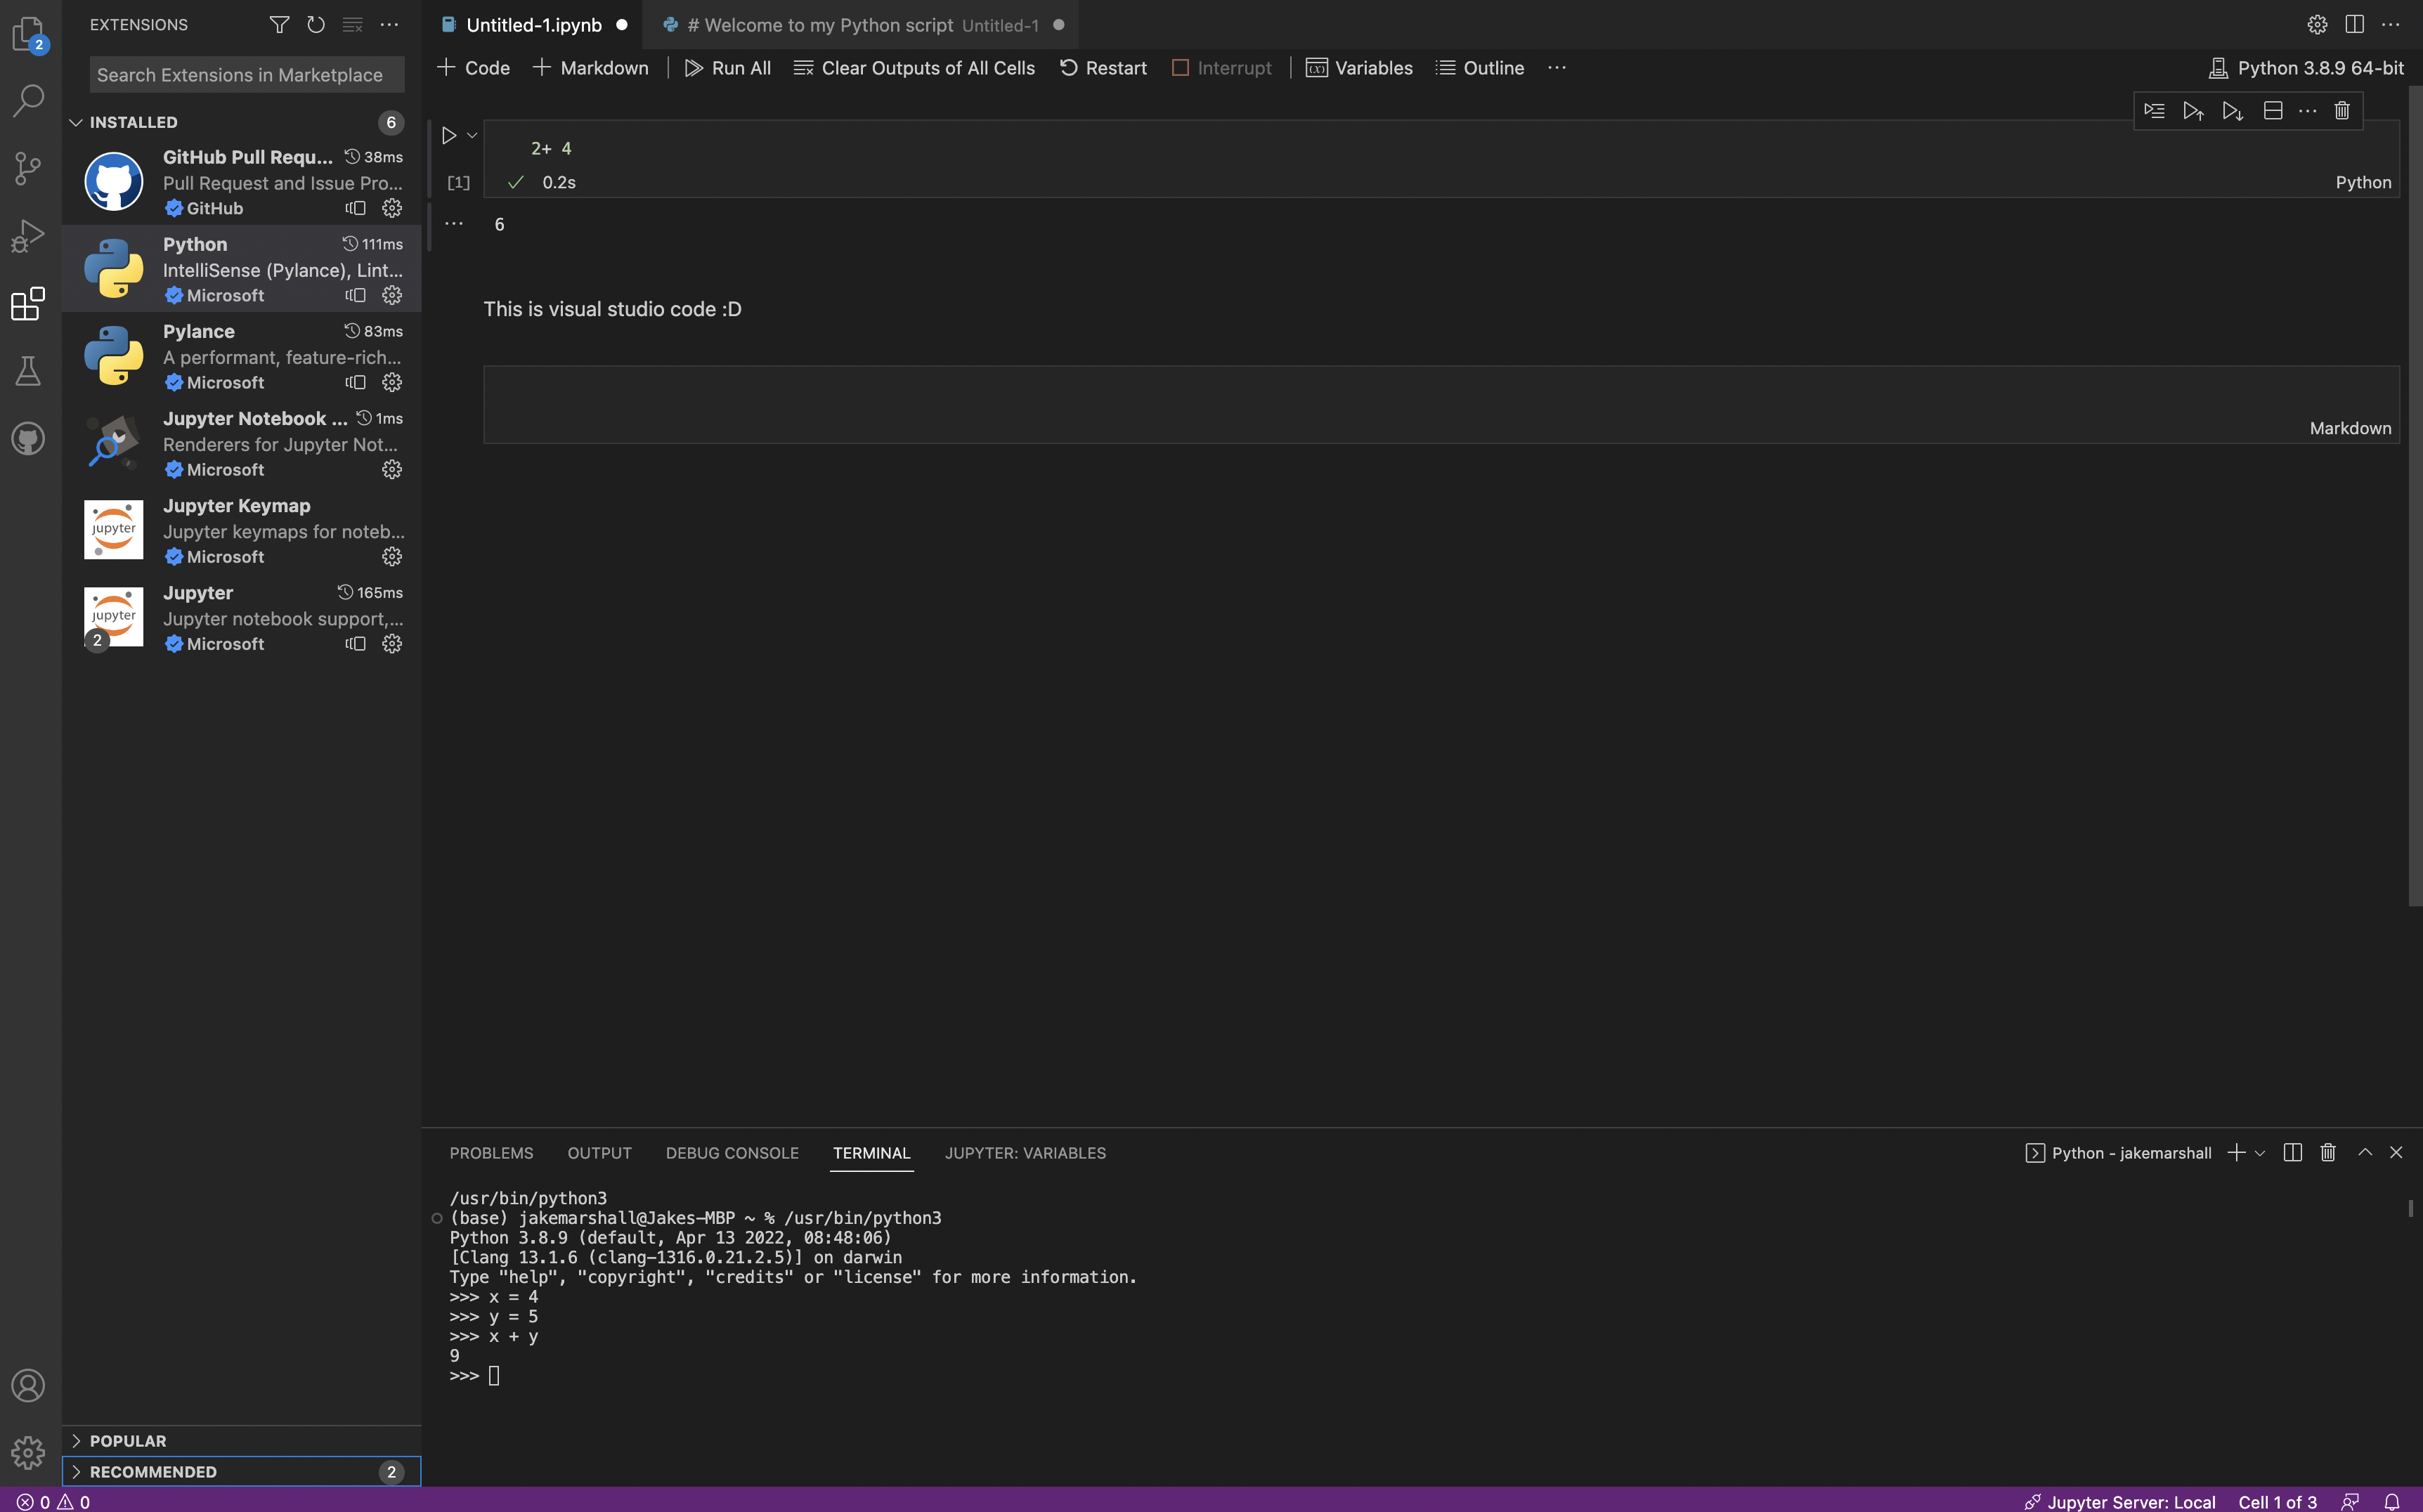 2
EXTENSIONS
Search Extensions in Marketplace
INSTALLED 6
GitHub Pull Requ... 38ms
Pull Request and Issue Pro...
GitHub
Python 111ms
IntelliSense (Pylance), Lint...
Microsoft
Pylance 83ms
A performant, feature-rich...
Microsoft
Jupyter Notebook ... 1ms
Renderers for Jupyter Not...
Microsoft
jupyter
Jupyter Keymap
Jupyter keymaps for noteb...
Microsoft
jupyter
2
Jupyter 165ms
Jupyter notebook support,...
Microsoft
POPULAR
RECOMMENDED 2
Untitled-1.ipynb # Welcome to my Python script Untitled-1
Code Markdown Run All Clear Outputs of All Cells Restart Interrupt (x) Variables Outline ... Python 3.8.9 64-bit
2+ 4
[1] 0.2s Python
... 6
This is visual studio code :D
Markdown
PROBLEMS OUTPUT DEBUG CONSOLE TERMINAL JUPYTER: VARIABLES Python - jakemarshall
/usr/bin/python3
(base) jakemarshall@Jakes-MBP ~ % /usr/bin/python3
Python 3.8.9 (default, Apr 13 2022, 08:48:06)
[Clang 13.1.6 (clang-1316.0.21.2.5)] on darwin
Type "help", "copyright", "credits" or "license" for more information.
>>> x = 4
>>> y = 5
>>> x + y
9
>>>
0 0 Jupyter Server: Local Cell 1 of 3